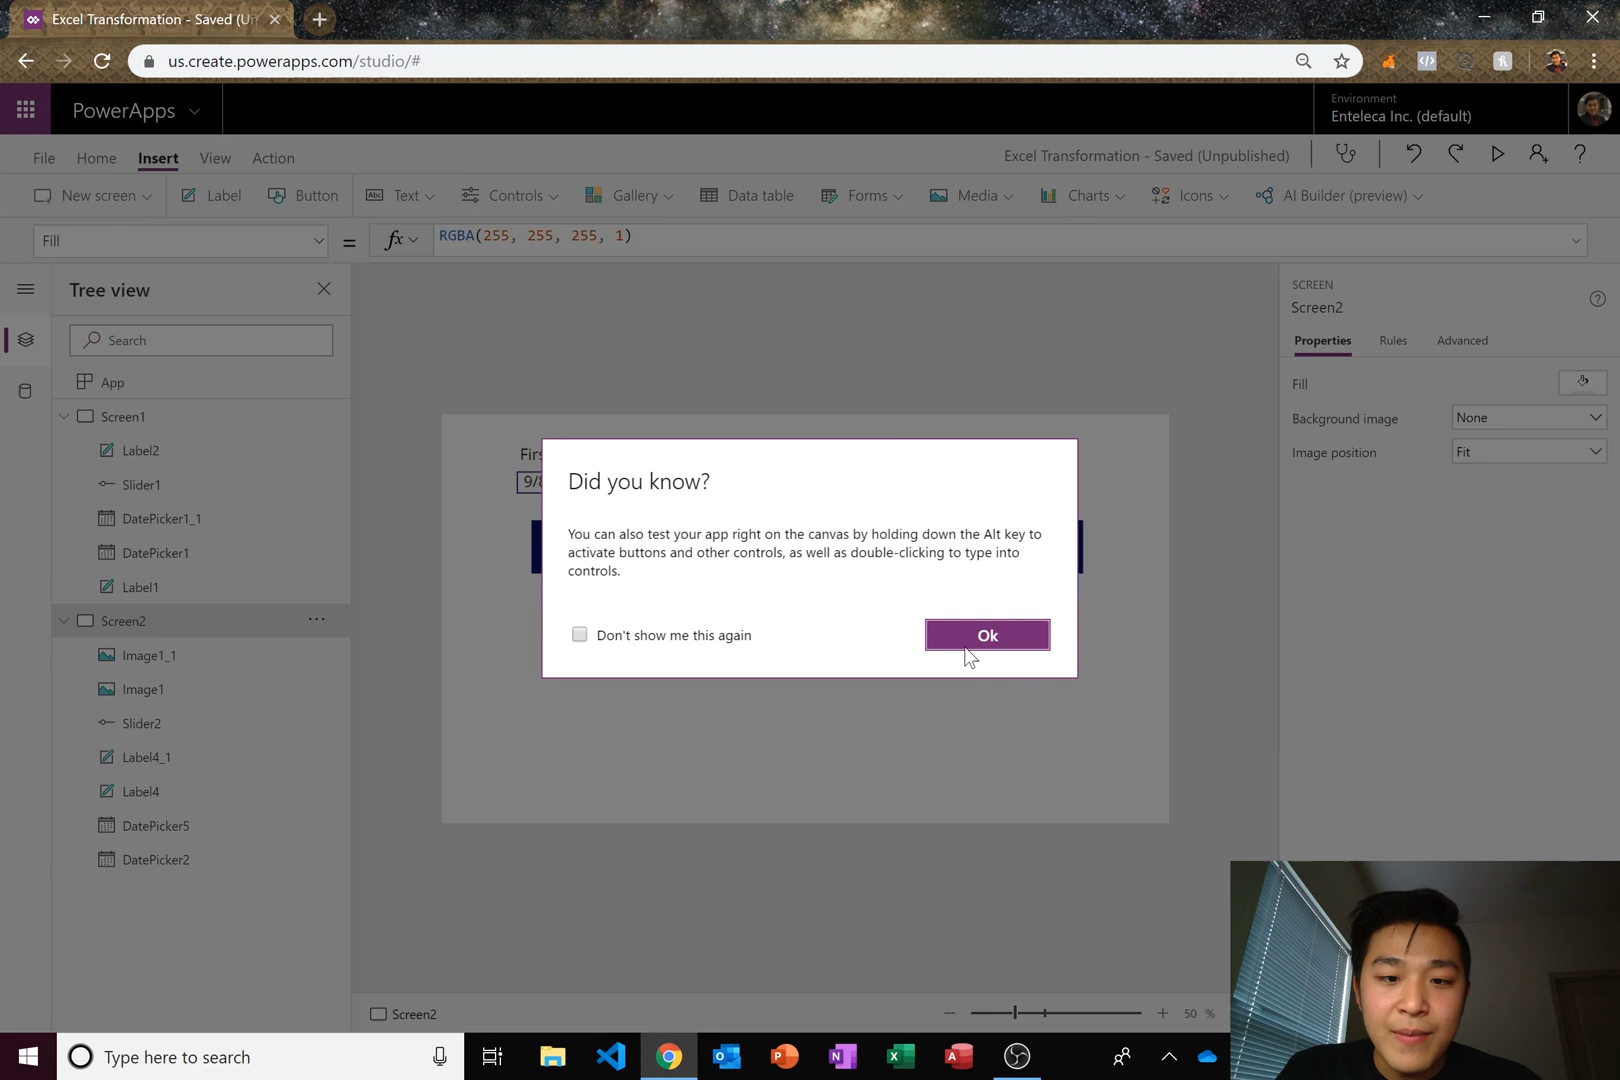 Excel Transformation - Saved (Un
us.create.powerapps.com/studio/#
PowerApps
Environment
Enteleca Inc. (default)
File Home Insert View Action
Excel Transformation - Saved (Unpublished)
New screen Label Button Text Controls Gallery Data table Forms Media Charts Icons AI Builder (preview)
Fill = fx RGBA(255, 255, 255, 1)
Tree view
Search
App
Screen1
Label2
Slider1
DatePicker1_1
DatePicker1
Label1
Screen2
Image1_1
Image1
Slider2
Label4_1
Label4
DatePicker5
DatePicker2
Firs
9/8
Did you know?
You can also test your app right on the canvas by holding down the Alt key to
activate buttons and other controls, as well as double-clicking to type into
controls.
Don't show me this again
Ok
SCREEN
Screen2
Properties Rules Advanced
Fill
Background image None
Image position Fit
Screen2
50 %
Type here to search